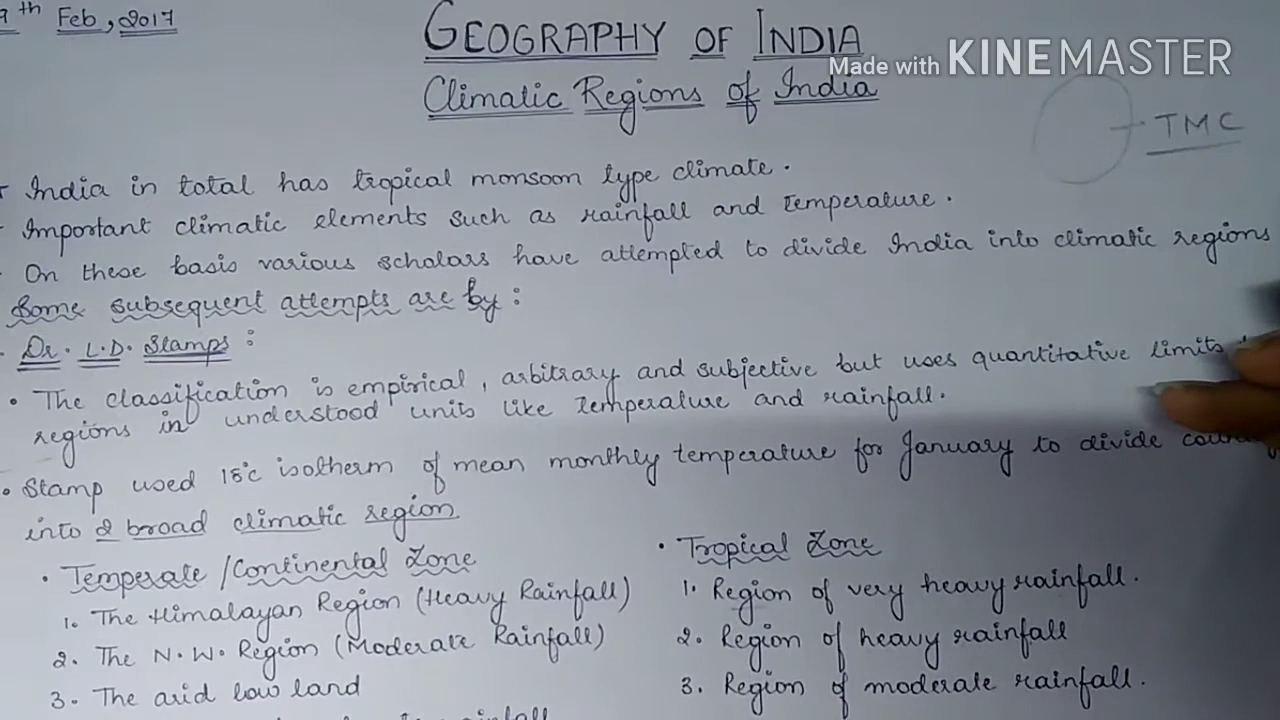 9th Feb, 2017
GEOGRAPHY OF INDIA
Made with KINEMASTER
Climatic Regions of India
TMC
India in total has tropical monsoon type climate.
Important climatic elements such as rainfall and temperature.
On these basis various scholars have attempted to divide India into climatic regions
Some subsequent attempts are by :
Dr. L.D. Stamps :
• The classification is empirical, arbitrary and subjective but uses quantitative limits
regions in understood units like temperature and rainfall.
• Stamp used 18°c isotherm of mean monthly temperature for January to divide
into 2 broad climatic region
• Temperate / Continental Zone
1. The Himalayan Region (Heavy Rainfall)
2. The N.W. Region (Moderate Rainfall)
3. The arid low land
• Tropical Zone
1. Region of very heavy rainfall.
2. Region of heavy rainfall
3. Region of moderate rainfall.